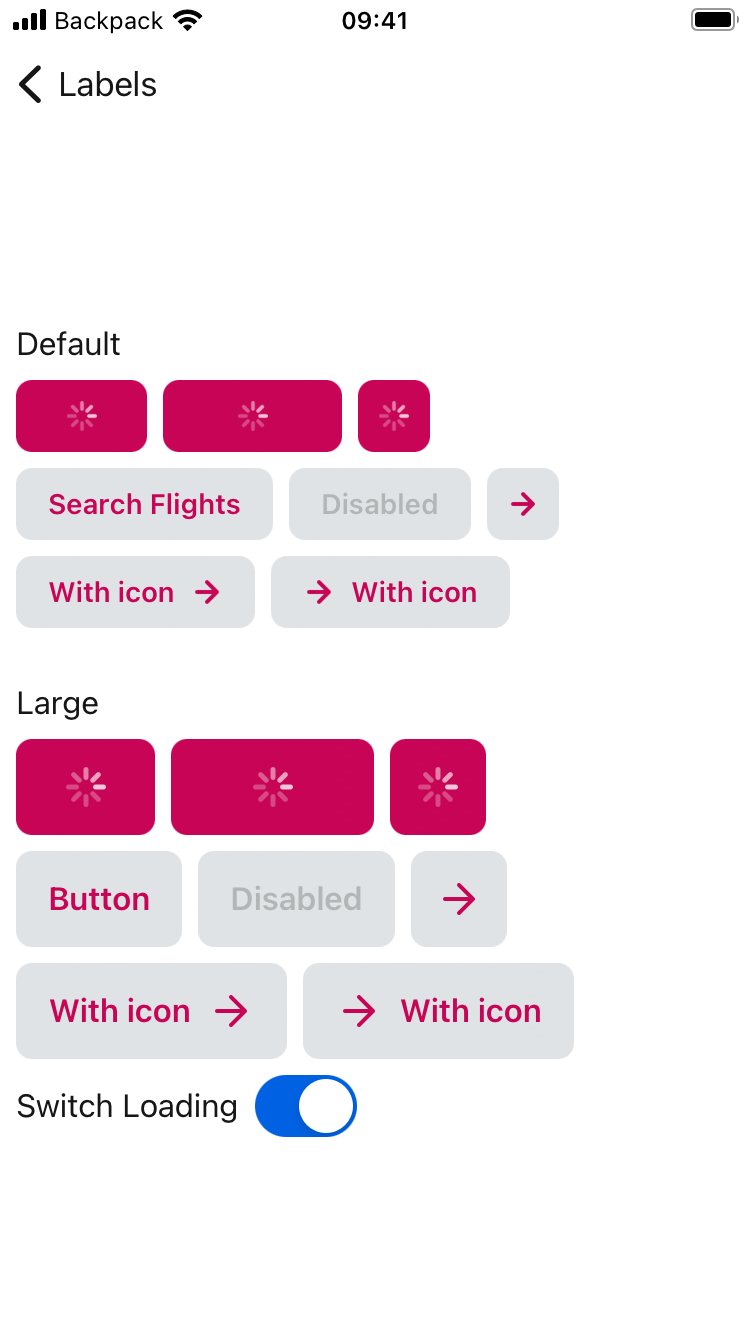 Backpack 09:41
Labels
Default
Search Flights Disabled
With icon With icon
Large
Button Disabled
With icon With icon
Switch Loading